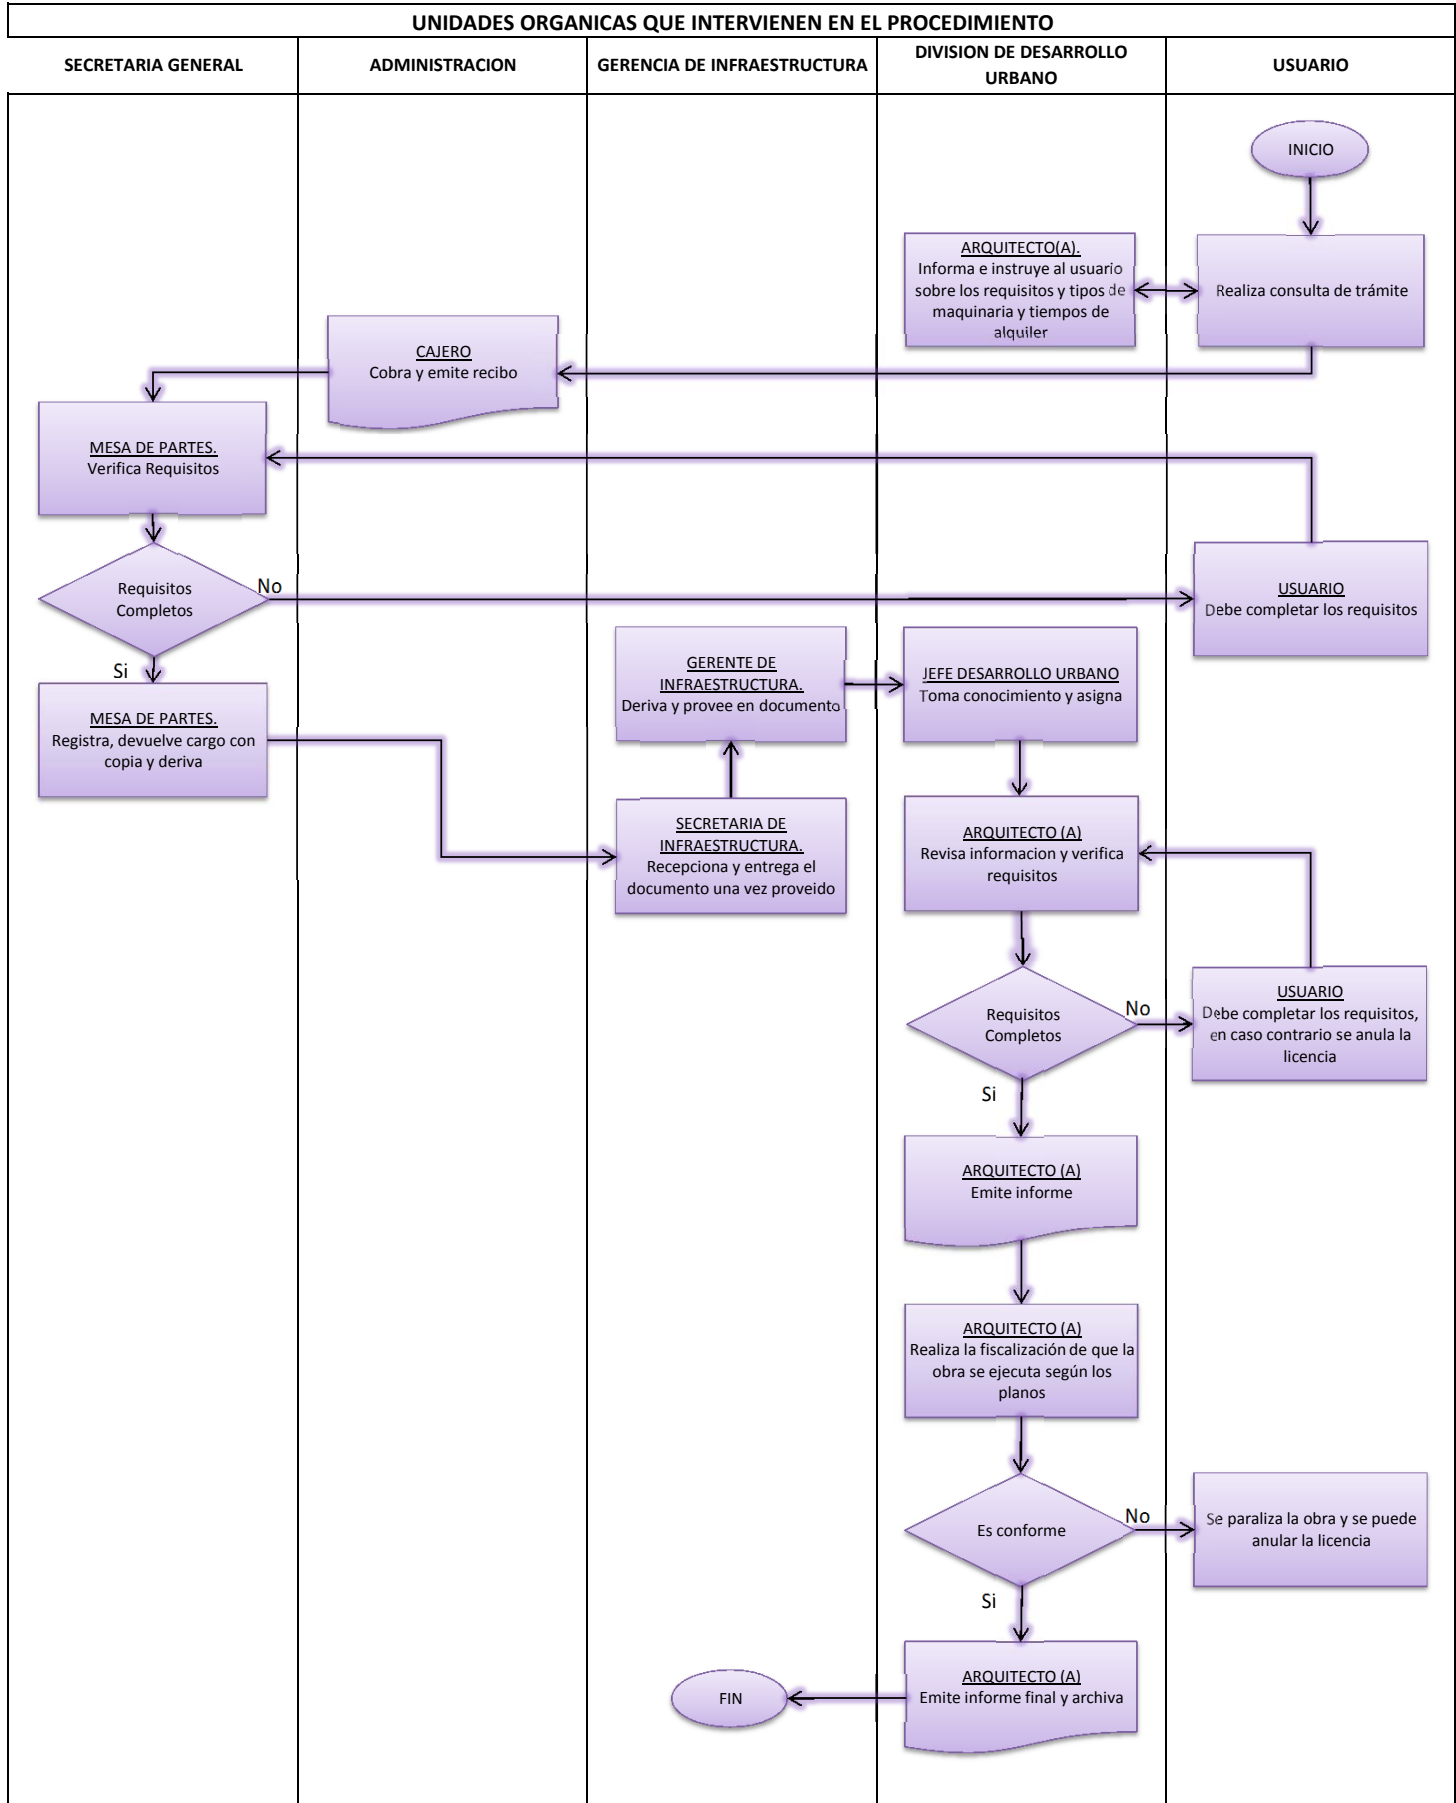 UNIDADES ORGANICAS QUE INTERVIENEN EN EL PROCEDIMIENTO
SECRETARIA GENERAL
ADMINISTRACION
GERENCIA DE INFRAESTRUCTURA
DIVISION DE DESARROLLO
URBANO
USUARIO
INICIO
ARQUITECTO(A).
Informa e instruye al usuario
sobre los requisitos y tipos de
maquinaria y tiempos de
alquiler
Realiza consulta de trámite
CAJERO
Cobra y emite recibo
MESA DE PARTES.
Verifica Requisitos
Requisitos
Completos
No
USUARIO
Debe completar los requisitos
Si
MESA DE PARTES.
Registra, devuelve cargo con
copia y deriva
GERENTE DE
INFRAESTRUCTURA.
Deriva y provee en documento
JEFE DESARROLLO URBANO
Toma conocimiento y asigna
SECRETARIA DE
INFRAESTRUCTURA.
Recepciona y entrega el
documento una vez proveido
ARQUITECTO (A)
Revisa informacion y verifica
requisitos
Requisitos
Completos
No
USUARIO
Debe completar los requisitos,
en caso contrario se anula la
licencia
Si
ARQUITECTO (A)
Emite informe
ARQUITECTO (A)
Realiza la fiscalización de que la
obra se ejecuta según los
planos
Es conforme
No
Se paraliza la obra y se puede
anular la licencia
Si
ARQUITECTO (A)
Emite informe final y archiva
FIN